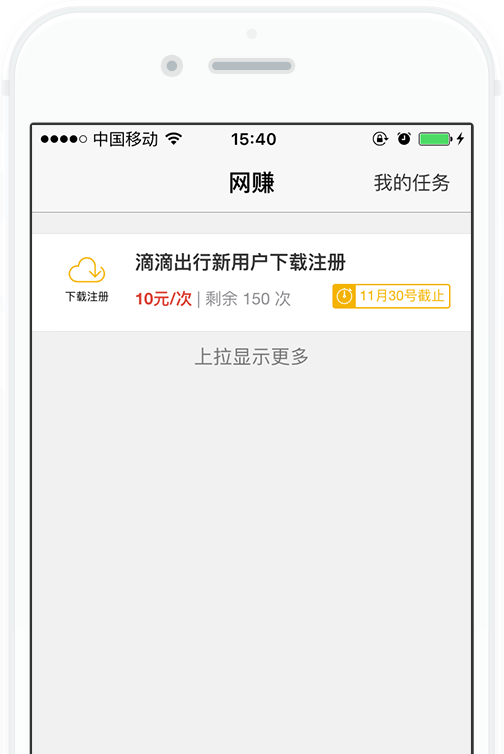 中国移动 15:40
网赚 我的任务
滴滴出行新用户下载注册
下载注册 10元/次 | 剩余 150 次 11月30号截止
上拉显示更多